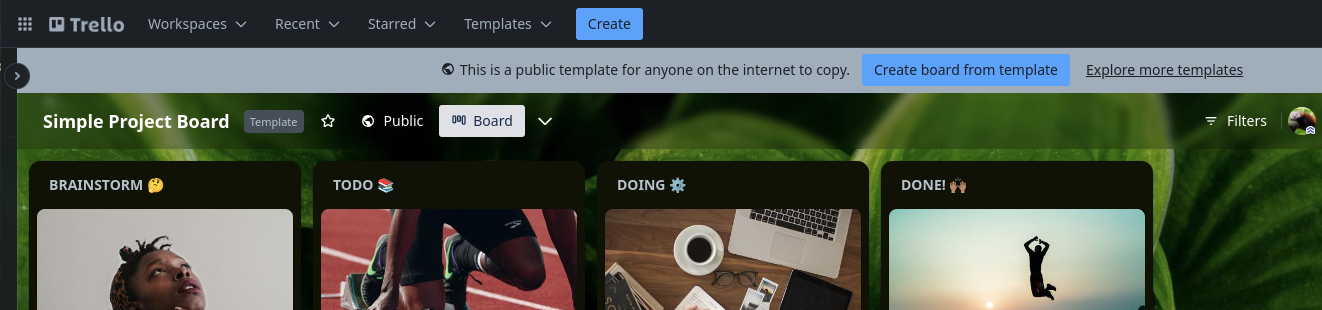 Trello Workspaces Recent Starred Templates Create
This is a public template for anyone on the internet to copy. Create board from template Explore more templates
Simple Project Board Template Public Board Filters
BRAINSTORM 🤔 TODO 📚 DOING ⚙️ DONE! 🙌🏽